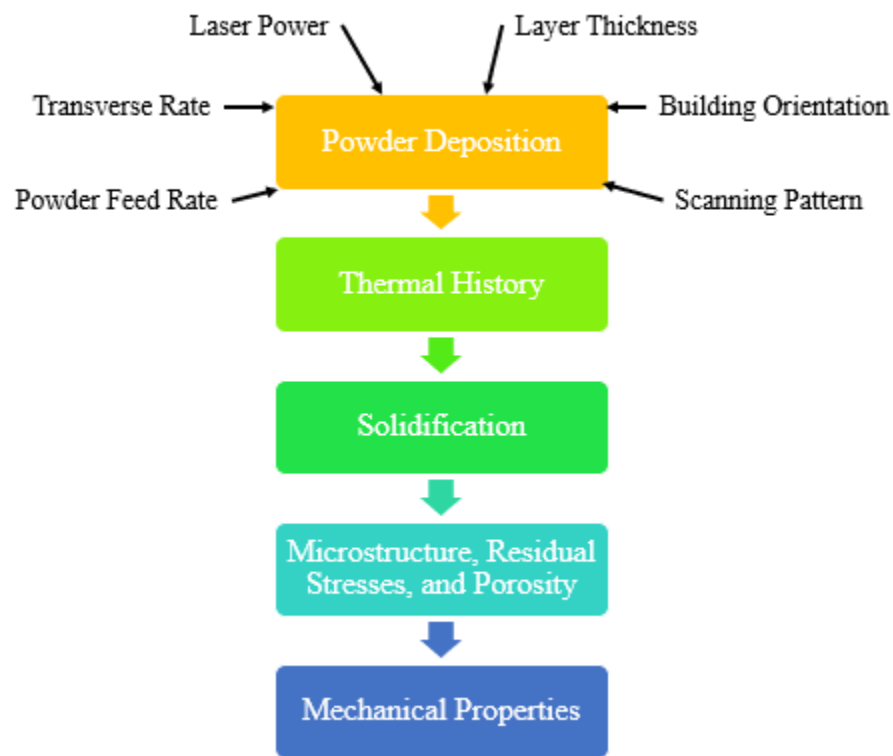 Laser Power
Layer Thickness
Transverse Rate
Building Orientation
Powder Deposition
Powder Feed Rate
Scanning Pattern
Thermal History
Solidification
Microstructure, Residual
Stresses, and Porosity
Mechanical Properties